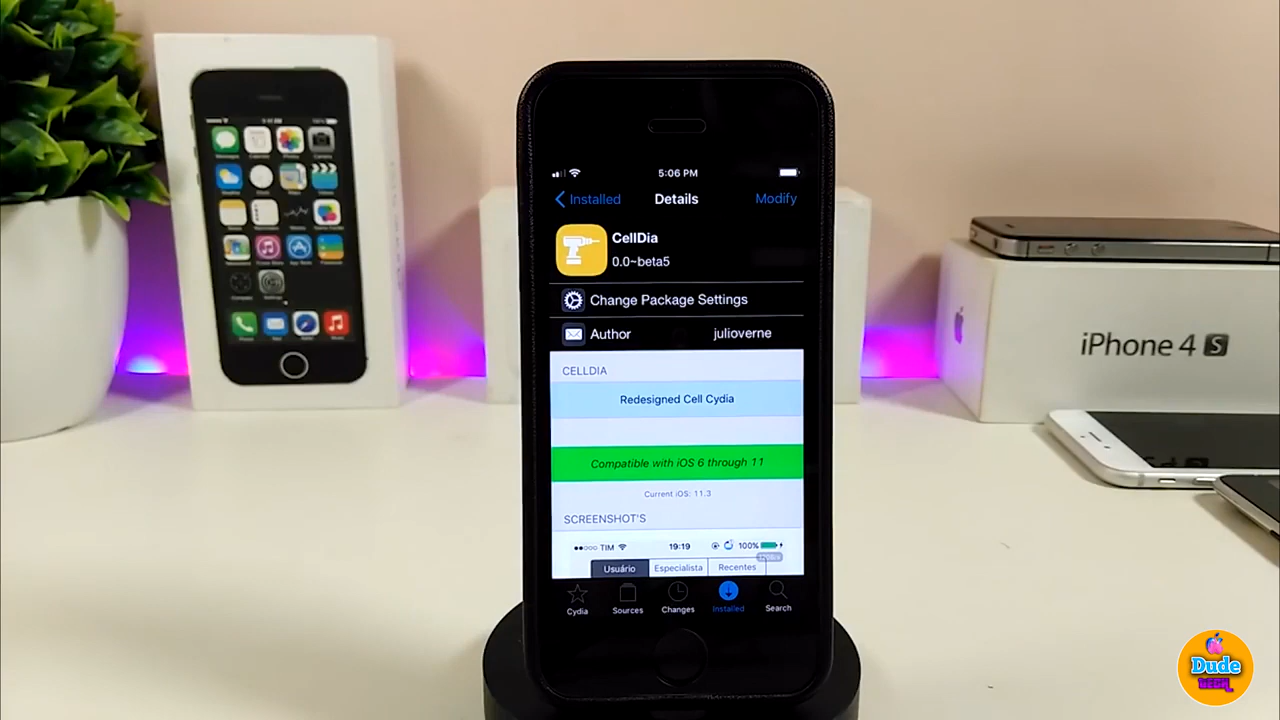 5:06 PM
Installed
Details
Modify
CellDia
0.0~beta5
Change Package Settings
Author
julioverne
CELLDIA
Redesigned Cell Cydia
Compatible with iOS 6 through 11
Current iOS: 11.3
SCREENSHOT'S
TIM
19:19
100%
Usuário
Especialista
Recentes
Cydia
Sources
Changes
Installed
Search
iPhone 4 S
Dude